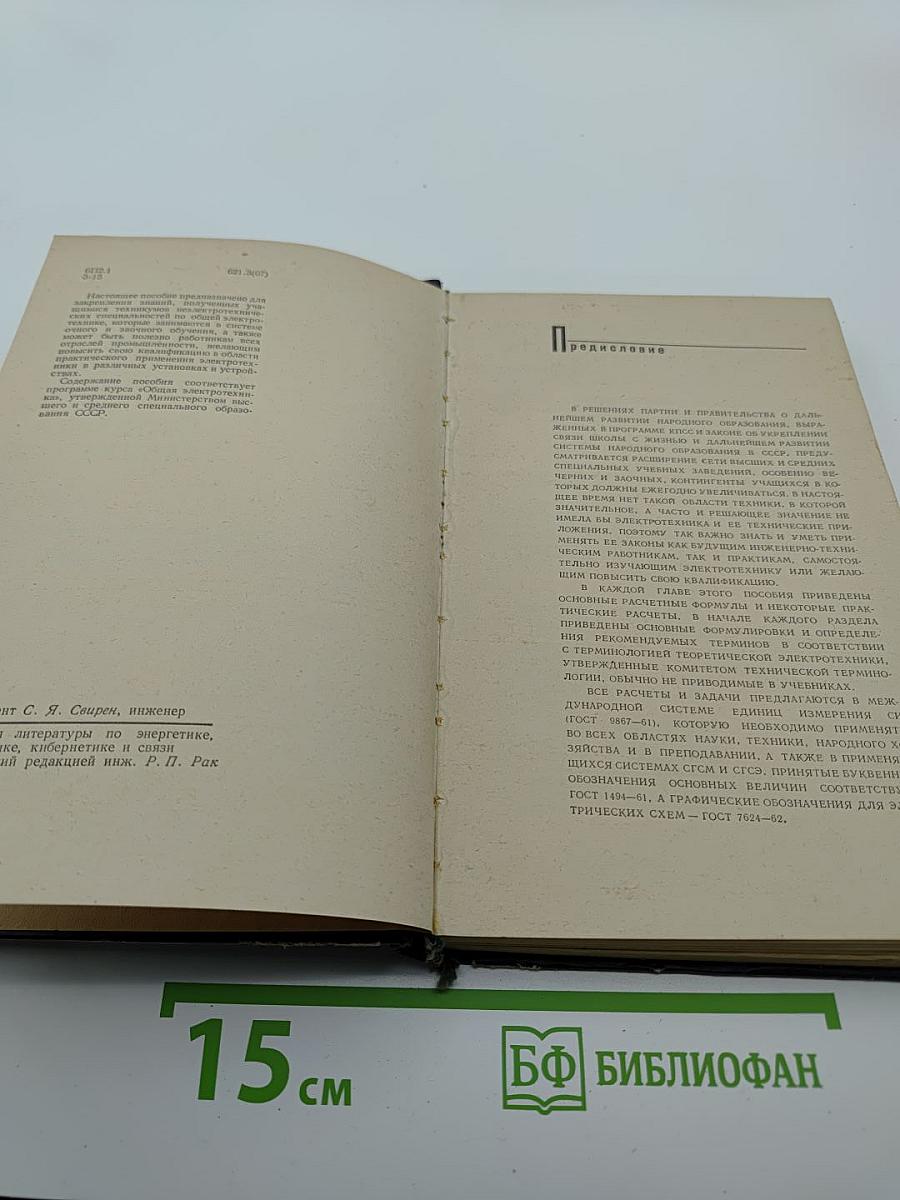 6П2.1
З-15
621.3(07)
Настоящее пособие предназначено для
закрепления знаний, полученных уча-
щимися техникумов неэлектротехниче-
ских специальностей по общей электро-
технике, которые занимаются в системе
очного и заочного обучения, а также
может быть полезно работникам всех
отраслей промышленности, желающим
повысить свою квалификацию в области
практического применения электротех-
ники в различных установках и устрой-
ствах.
Содержание пособия соответствует
программе курса «Общая электротехни-
ка», утвержденной Министерством выс-
шего и среднего специального образо-
вания СССР.
ент С. Я. Свирен, инженер
литературы по энергетике,
ике, кибернетике и связи
ий редакцией инж. Р. П. Рак
Предисловие
В РЕШЕНИЯХ ПАРТИИ И ПРАВИТЕЛЬСТВА О ДАЛЬ-
НЕЙШЕМ РАЗВИТИИ НАРОДНОГО ОБРАЗОВАНИЯ, ВЫРА-
ЖЕННЫХ В ПРОГРАММЕ КПСС И ЗАКОНЕ ОБ УКРЕПЛЕНИИ
СВЯЗИ ШКОЛЫ С ЖИЗНЬЮ И ДАЛЬНЕЙШЕМ РАЗВИТИИ
СИСТЕМЫ НАРОДНОГО ОБРАЗОВАНИЯ В СССР, ПРЕДУ-
СМАТРИВАЕТСЯ РАСШИРЕНИЕ СЕТИ ВЫСШИХ И СРЕДНИХ
СПЕЦИАЛЬНЫХ УЧЕБНЫХ ЗАВЕДЕНИЙ, ОСОБЕННО ВЕ-
ЧЕРНИХ И ЗАОЧНЫХ, КОНТИНГЕНТЫ УЧАЩИХСЯ В КО-
ТОРЫХ ДОЛЖНЫ ЕЖЕГОДНО УВЕЛИЧИВАТЬСЯ. В НАСТОЯ-
ЩЕЕ ВРЕМЯ НЕТ ТАКОЙ ОБЛАСТИ ТЕХНИКИ, В КОТОРОЙ
ЗНАЧИТЕЛЬНОЕ, А ЧАСТО И РЕШАЮЩЕЕ ЗНАЧЕНИЕ НЕ
ИМЕЛА БЫ ЭЛЕКТРОТЕХНИКА И ЕЕ ТЕХНИЧЕСКИЕ ПРИ-
ЛОЖЕНИЯ. ПОЭТОМУ ТАК ВАЖНО ЗНАТЬ И УМЕТЬ ПРИ-
МЕНЯТЬ ЕЕ ЗАКОНЫ КАК БУДУЩИМ ИНЖЕНЕРНО-ТЕХНИ-
ЧЕСКИМ РАБОТНИКАМ, ТАК И ПРАКТИКАМ, САМОСТОЯ-
ТЕЛЬНО ИЗУЧАЮЩИМ ЭЛЕКТРОТЕХНИКУ ИЛИ ЖЕЛАЮ-
ЩИМ ПОВЫСИТЬ СВОЮ КВАЛИФИКАЦИЮ.
В КАЖДОЙ ГЛАВЕ ЭТОГО ПОСОБИЯ ПРИВЕДЕНЫ
ОСНОВНЫЕ РАСЧЕТНЫЕ ФОРМУЛЫ И НЕКОТОРЫЕ ПРАК-
ТИЧЕСКИЕ РАСЧЕТЫ. В НАЧАЛЕ КАЖДОГО РАЗДЕЛА
ПРИВЕДЕНЫ ОСНОВНЫЕ ФОРМУЛИРОВКИ И ОПРЕДЕЛЕ-
НИЯ РЕКОМЕНДУЕМЫХ ТЕРМИНОВ В СООТВЕТСТВИИ
С ТЕРМИНОЛОГИЕЙ ТЕОРЕТИЧЕСКОЙ ЭЛЕКТРОТЕХНИКИ,
УТВЕРЖДЕННЫЕ КОМИТЕТОМ ТЕХНИЧЕСКОЙ ТЕРМИНО-
ЛОГИИ, ОБЫЧНО НЕ ПРИВОДИМЫЕ В УЧЕБНИКАХ.
ВСЕ РАСЧЕТЫ И ЗАДАЧИ ПРЕДЛАГАЮТСЯ В МЕЖ-
ДУНАРОДНОЙ СИСТЕМЕ ЕДИНИЦ ИЗМЕРЕНИЯ СИ
(ГОСТ 9867—61), КОТОРУЮ НЕОБХОДИМО ПРИМЕНЯТ
ВО ВСЕХ ОБЛАСТЯХ НАУКИ, ТЕХНИКИ, НАРОДНОГО ХО
ЗЯЙСТВА И В ПРЕПОДАВАНИИ, А ТАКЖЕ В ПРИМЕНЯ
ЩИХСЯ СИСТЕМАХ СГСМ И СГСЭ. ПРИНЯТЫЕ БУКВЕНН
ОБОЗНАЧЕНИЯ ОСНОВНЫХ ВЕЛИЧИН СООТВЕТСТВУ
ГОСТ 1494—61, А ГРАФИЧЕСКИЕ ОБОЗНАЧЕНИЯ ДЛЯ ЭЛ
ТРИЧЕСКИХ СХЕМ — ГОСТ 7624—62.
15 см
БФ БИБЛИОФАН